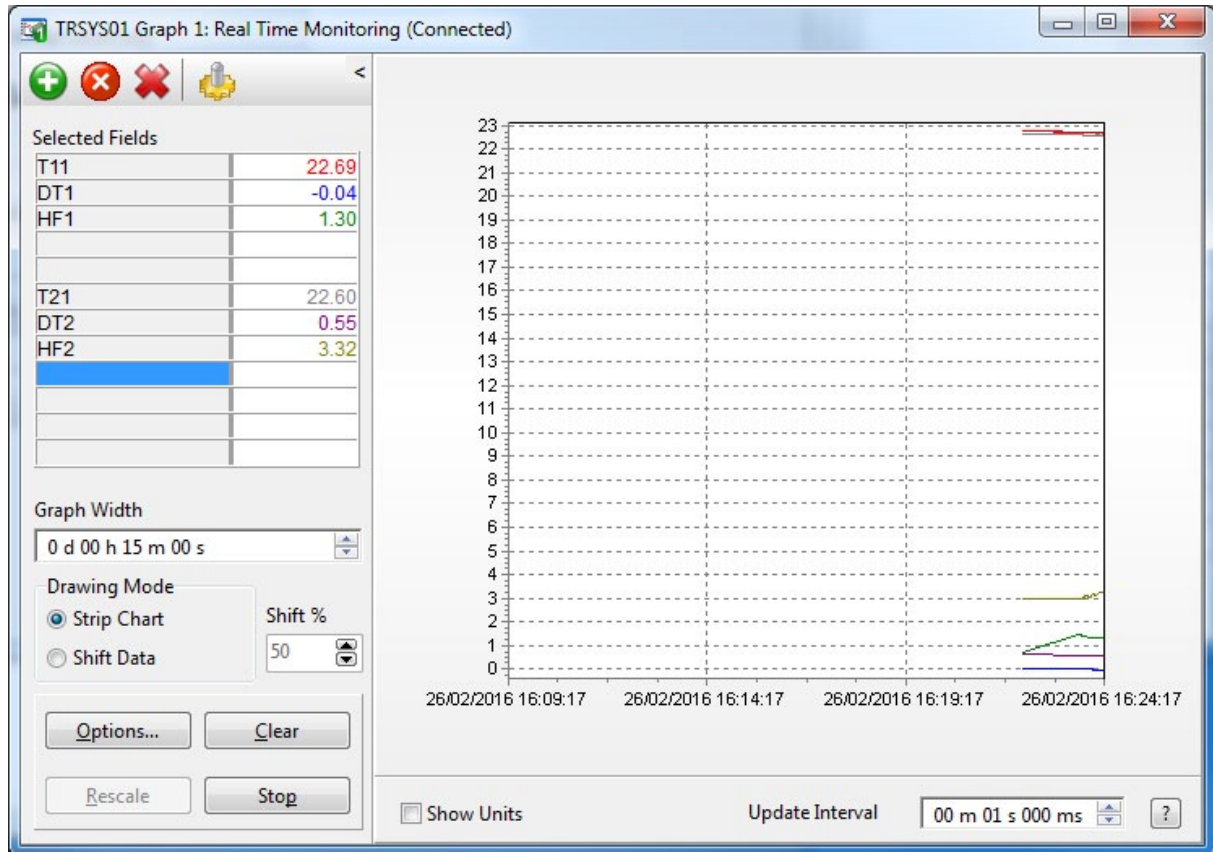 TRSYS01 Graph 1: Real Time Monitoring (Connected)
<
Selected Fields
T11 22.69
DT1 -0.04
HF1 1.30
T21 22.60
DT2 0.55
HF2 3.32
Graph Width
0 d 00 h 15 m 00 s
Drawing Mode
Strip Chart
Shift Data
Shift %
50
Options...
Clear
Rescale
Stop
23
22
21
20
19
18
17
16
15
14
13
12
11
10
9
8
7
6
5
4
3
2
1
0
26/02/2016 16:09:17 26/02/2016 16:14:17 26/02/2016 16:19:17 26/02/2016 16:24:17
Show Units
Update Interval 00 m 01 s 000 ms ?